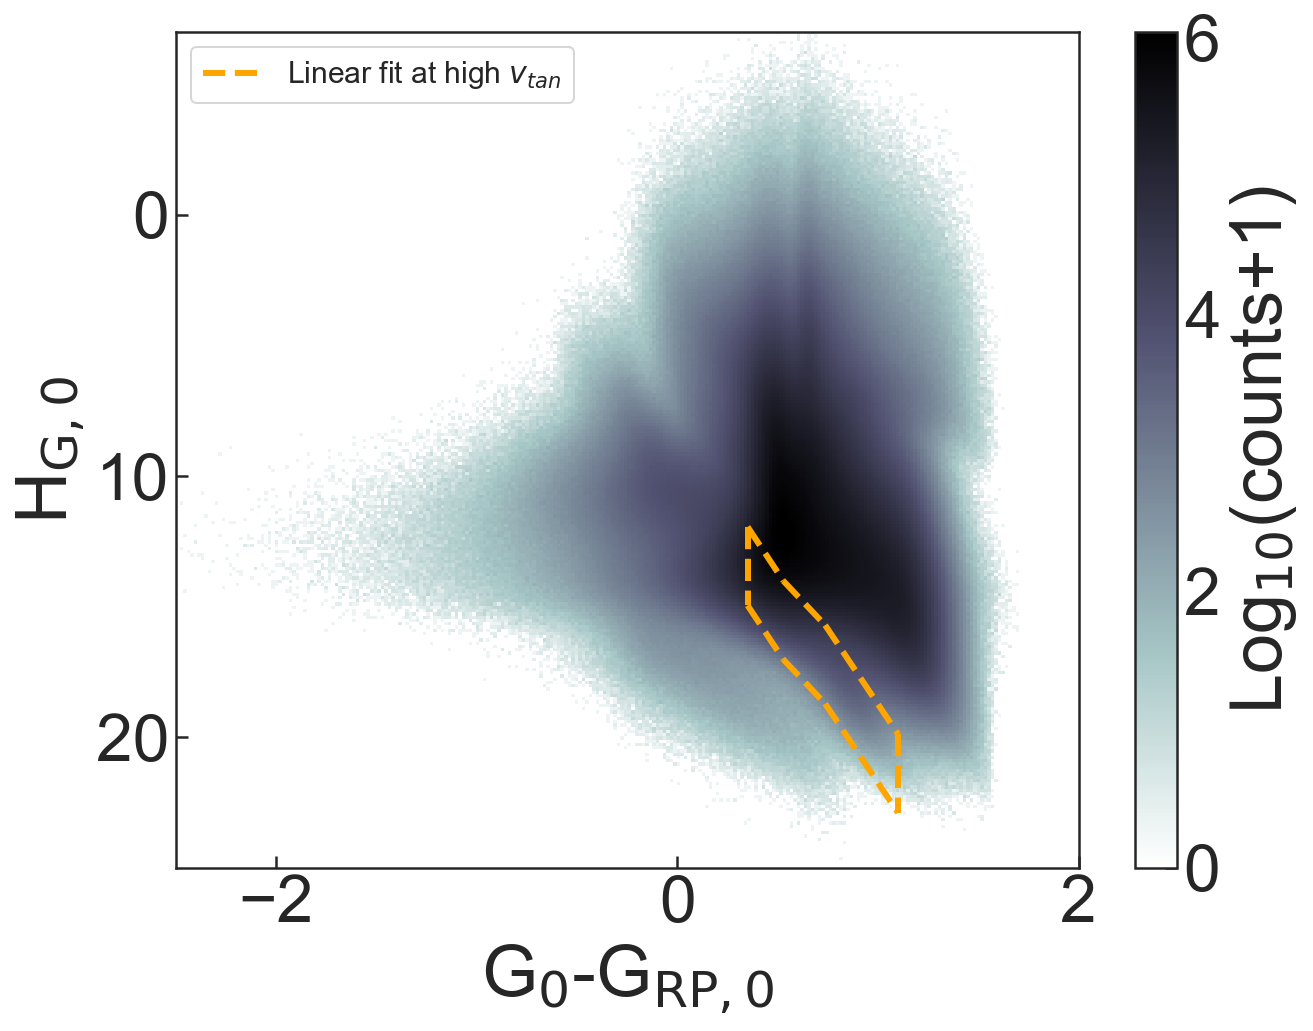 Linear fit at high v_tan
H_G, 0
0
10
20
−2
0
2
G_0-G_RP, 0
6
4
2
0
Log_10(counts+1)